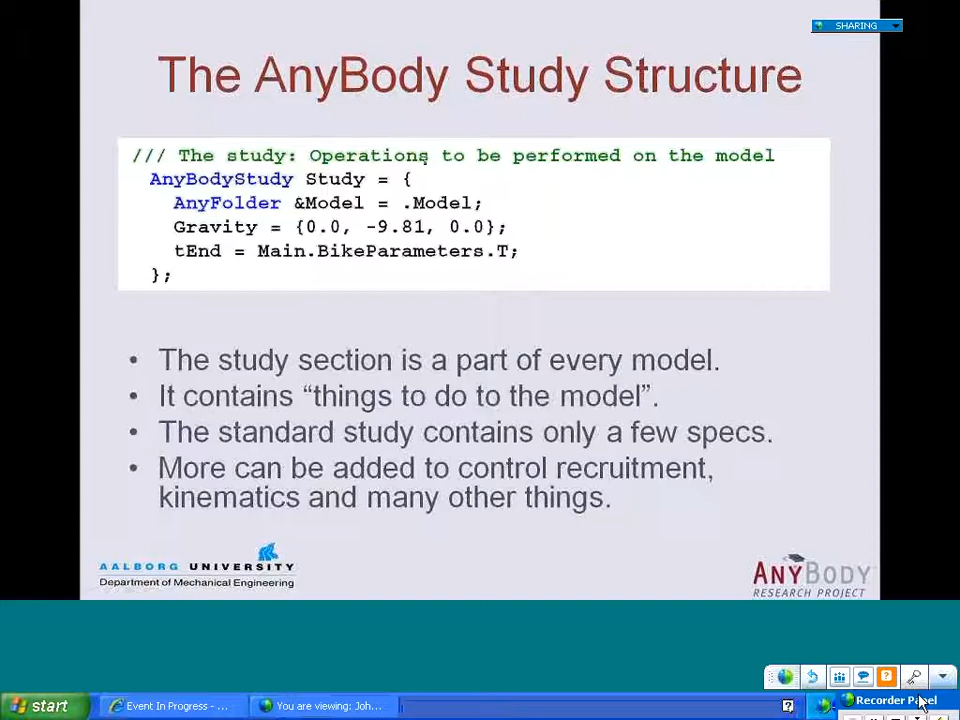 SHARING
The AnyBody Study Structure
/// The study: Operations to be performed on the model
AnyBodyStudy Study = {
AnyFolder &Model = .Model;
Gravity = {0.0, -9.81, 0.0};
tEnd = Main.BikeParameters.T;
};
• The study section is a part of every model.
• It contains “things to do to the model”.
• The standard study contains only a few specs.
• More can be added to control recruitment,
kinematics and many other things.
AALBORG UNIVERSITY
Department of Mechanical Engineering
ANYBODY
RESEARCH PROJECT
start
Event In Progress - ...
You are viewing: Joh...
Recorder Panel